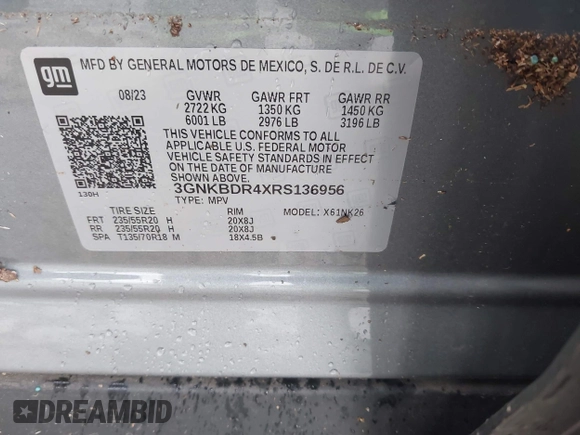 gm
MFD BY GENERAL MOTORS DE MEXICO, S. DE R.L. DE C.V.
08/23 GVWR GAWR FRT GAWR RR
2722 KG 1350 KG 1450 KG
6001 LB 2976 LB 3196 LB
THIS VEHICLE CONFORMS TO ALL
APPLICABLE U.S. FEDERAL MOTOR
VEHICLE SAFETY STANDARDS IN EFFECT
ON THE DATE OF MANUFACTURE
SHOWN ABOVE.
3GNKBDR4XRS136956
130H TYPE: MPV MODEL: X61NK26
TIRE SIZE RIM
FRT 235/55R20 H 20X8J
RR 235/55R20 H 20X8J
SPA T135/70R18 M 18X4.5B
DREAMBID